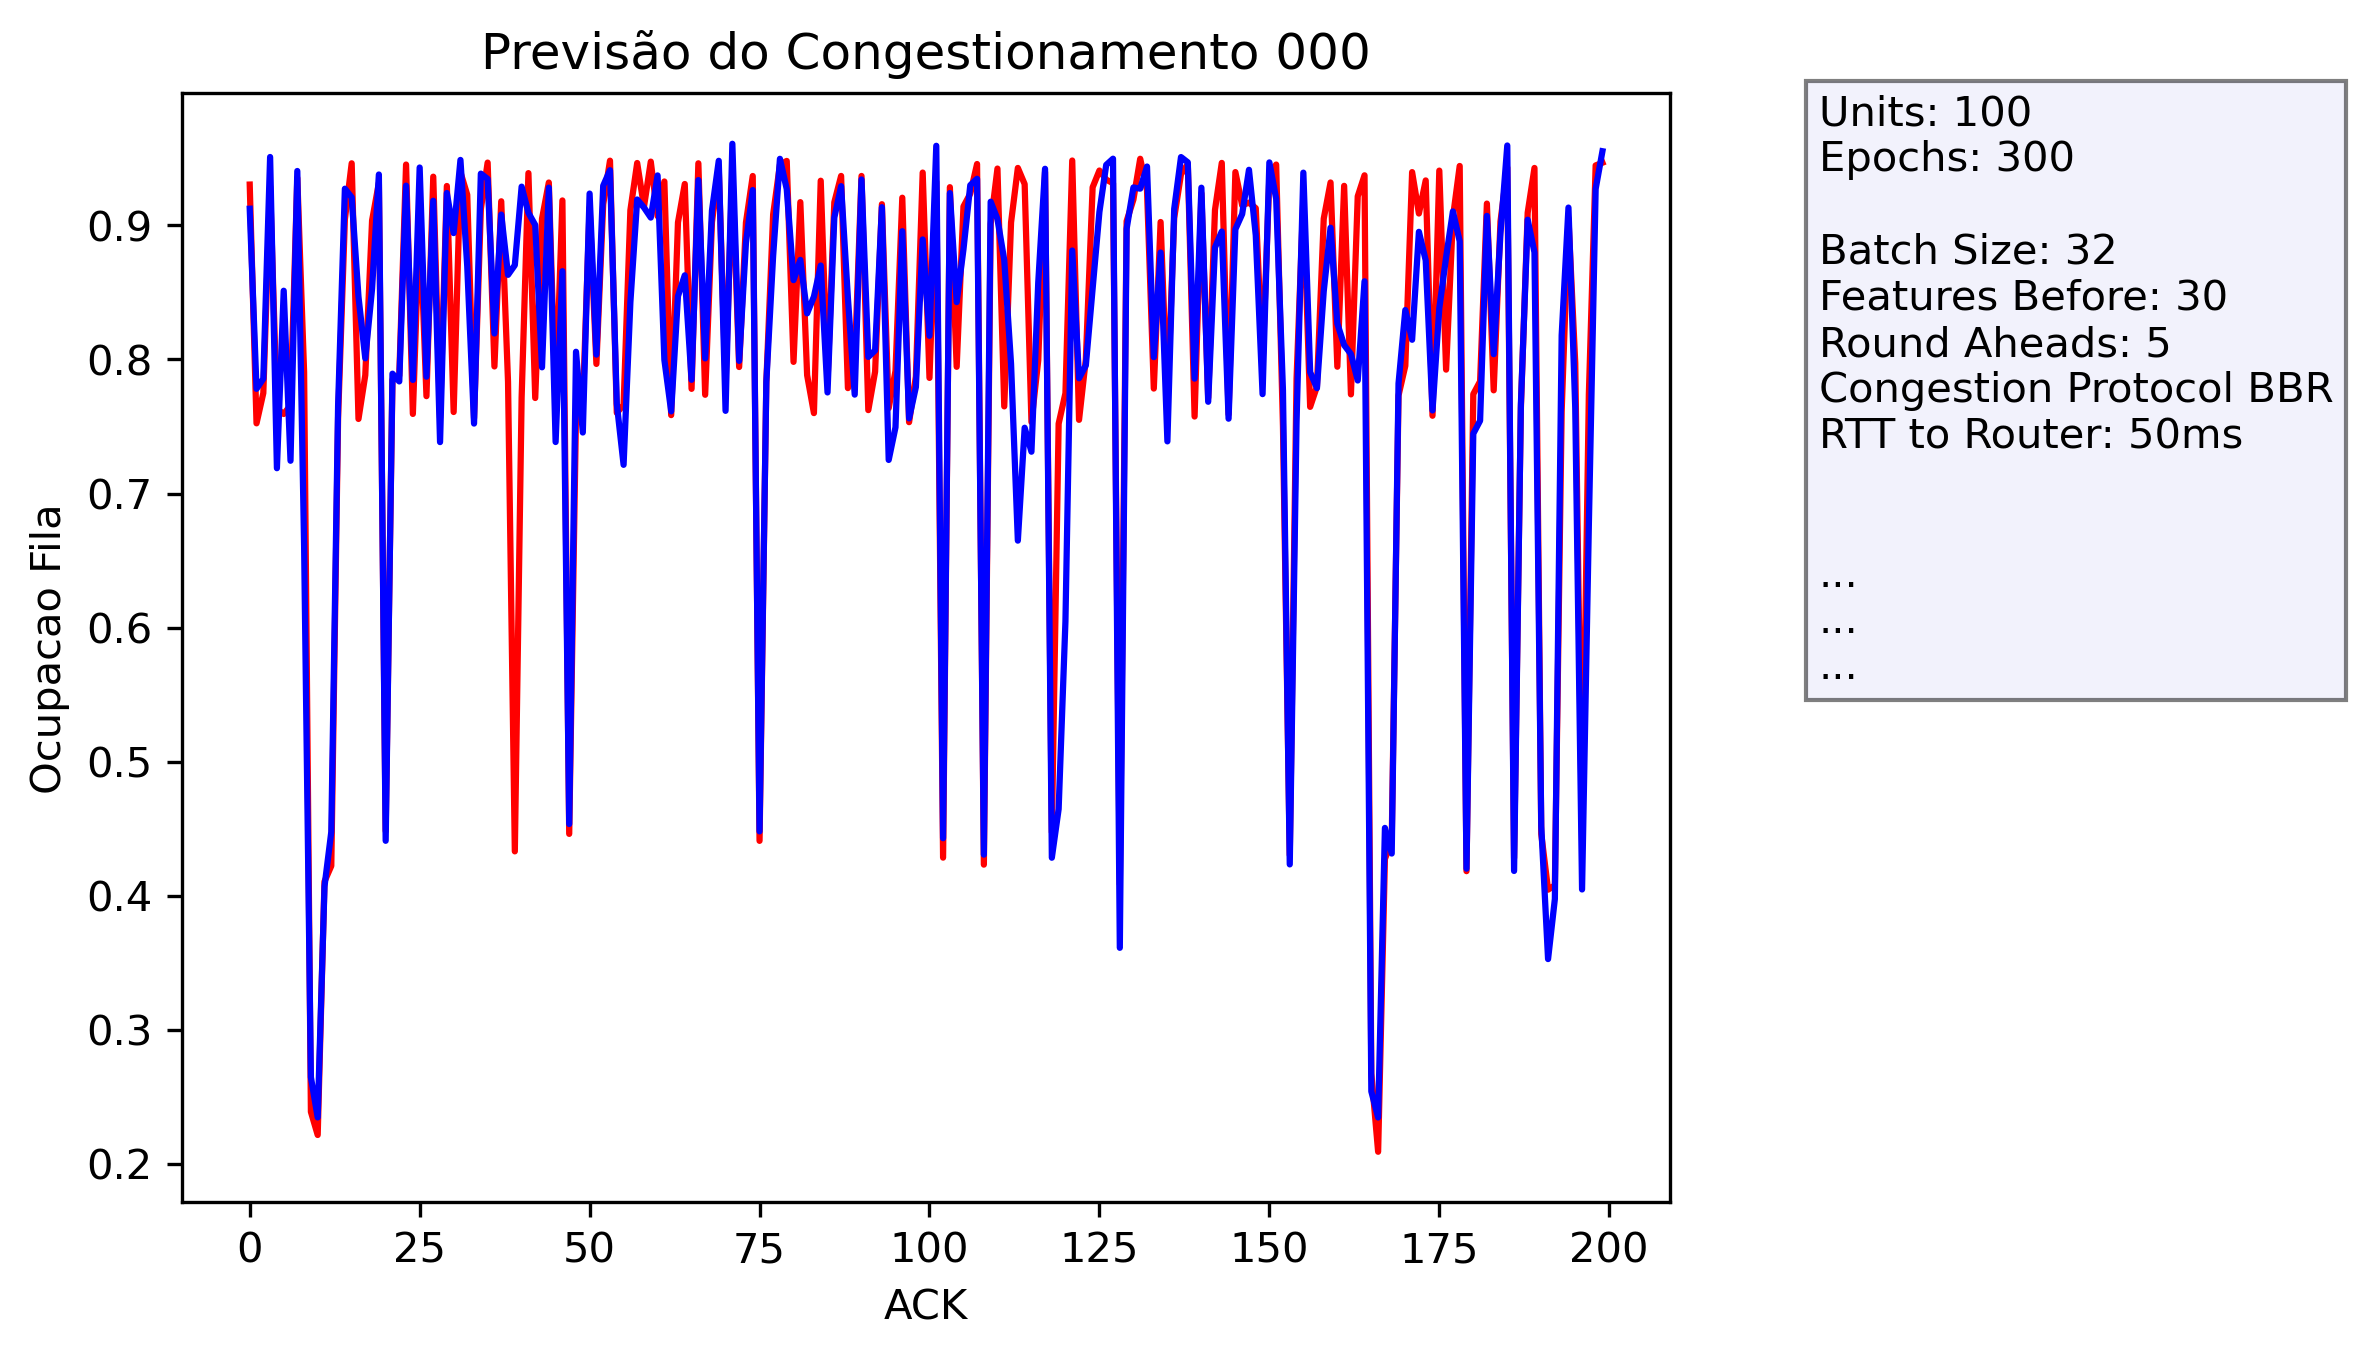 Previsão do Congestionamento 000
Units: 100
Epochs: 300
Batch Size: 32
Features Before: 30
Round Aheads: 5
Congestion Protocol BBR
RTT to Router: 50ms
...
...
...
Ocupacao Fila
0.9
0.8
0.7
0.6
0.5
0.4
0.3
0.2
0 25 50 75 100 125 150 175 200
ACK